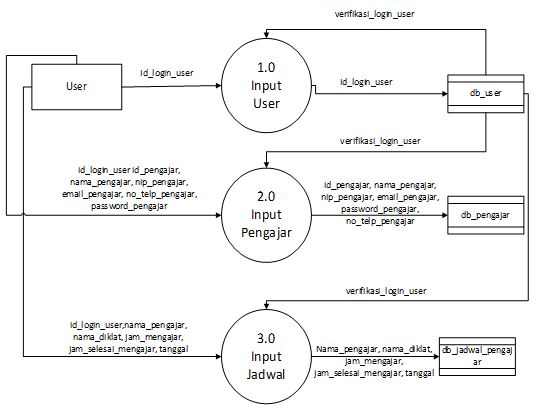 verifikasi_login_user
User
Id_login_user
1.0
Input
User
Id_login_user
db_user
verifikasi_login_user
Id_login_user id_pengajar,
nama_pengajar, nip_pengajar,
email_pengajar, no_telp_pengajar,
password_pengajar
2.0
Input
Pengajar
Id_pengajar, nama_pengajar,
nip_pengajar, email_pengajar,
password_pengajar,
no_telp_pengajar
db_pengajar
verifikasi_login_user
Id_login_user,nama_pengajar,
nama_diklat, jam_mengajar,
jam_selesai_mengajar, tanggal
3.0
Input
Jadwal
Nama_pengajar, nama_diklat,
jam_mengajar,
jam_selesai_mengajar, tanggal
db_jadwal_pengaj
ar